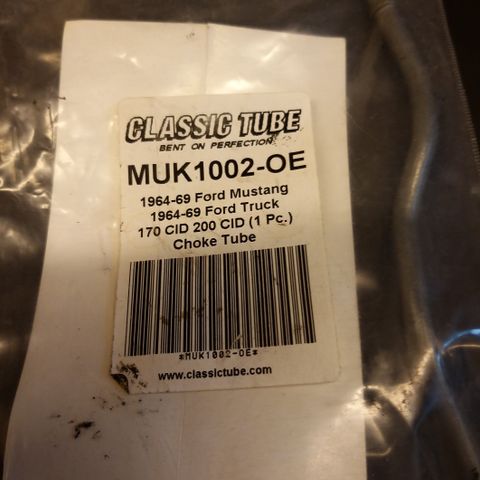 CLASSIC TUBE
BENT ON PERFECTION
MUK1002-OE
1964-69 Ford Mustang
1964-69 Ford Truck
170 CID 200 CID (1 Pc.)
Choke Tube
*MUK1002-OE*
www.classictube.com